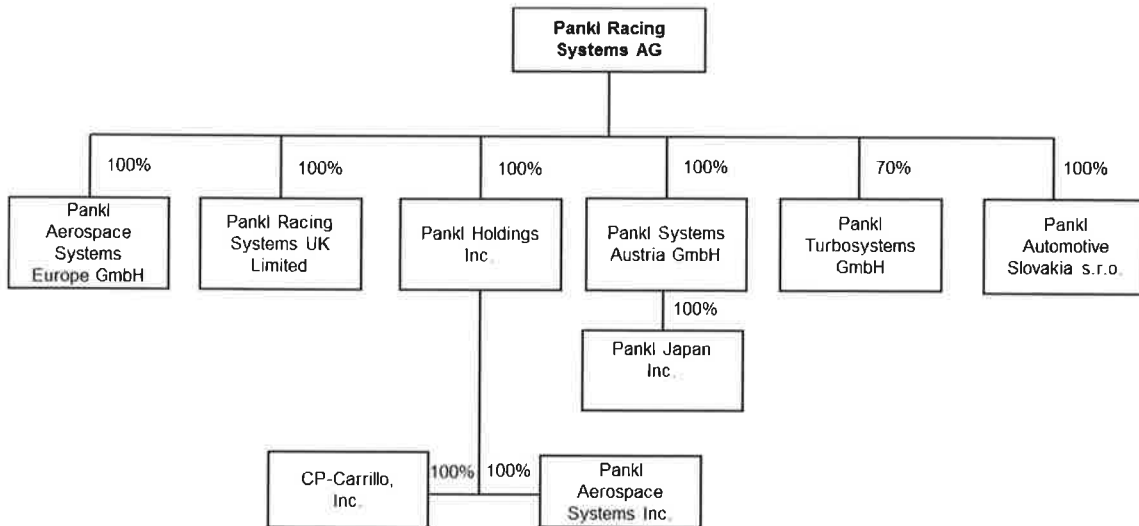 Pankl Racing
Systems AG
100%
100%
100%
100%
70%
100%
Pankl
Aerospace
Systems
Europe GmbH
Pankl Racing
Systems UK
Limited
Pankl Holdings
Inc.
Pankl Systems
Austria GmbH
Pankl
Turbosystems
GmbH
Pankl
Automotive
Slovakia s.r.o.
100%
Pankl Japan
Inc.
CP-Carrillo,
Inc.
100%
100%
Pankl
Aerospace
Systems Inc.